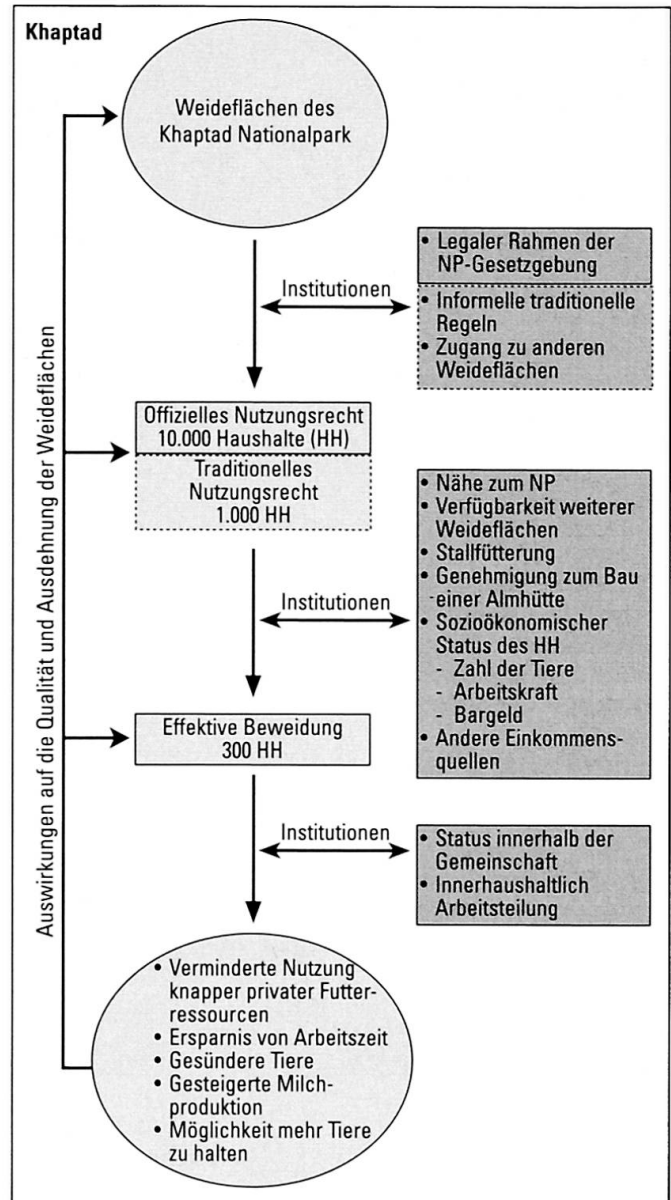 Khaptad
Weideflächen des
Khaptad Nationalpark
Institutionen
• Legaler Rahmen der
NP-Gesetzgebung
• Informelle traditionelle
Regeln
• Zugang zu anderen
Weideflächen
Offizielles Nutzungsrecht
10.000 Haushalte (HH)
Traditionelles
Nutzungsrecht
1.000 HH
Institutionen
• Nähe zum NP
• Verfügbarkeit weiterer
Weideflächen
• Stallfütterung
• Genehmigung zum Bau
einer Almhütte
• Sozioökonomischer
Status des HH
- Zahl der Tiere
- Arbeitskraft
- Bargeld
• Andere Einkommens-
quellen
Effektive Beweidung
300 HH
Institutionen
• Status innerhalb der
Gemeinschaft
• Innerhaushaltlich
Arbeitsteilung
• Verminderte Nutzung
knapper privater Futter-
ressourcen
• Ersparnis von Arbeitszeit
• Gesündere Tiere
• Gesteigerte Milch-
produktion
• Möglichkeit mehr Tiere
zu halten
Auswirkungen auf die Qualität und Ausdehnung der Weideflächen